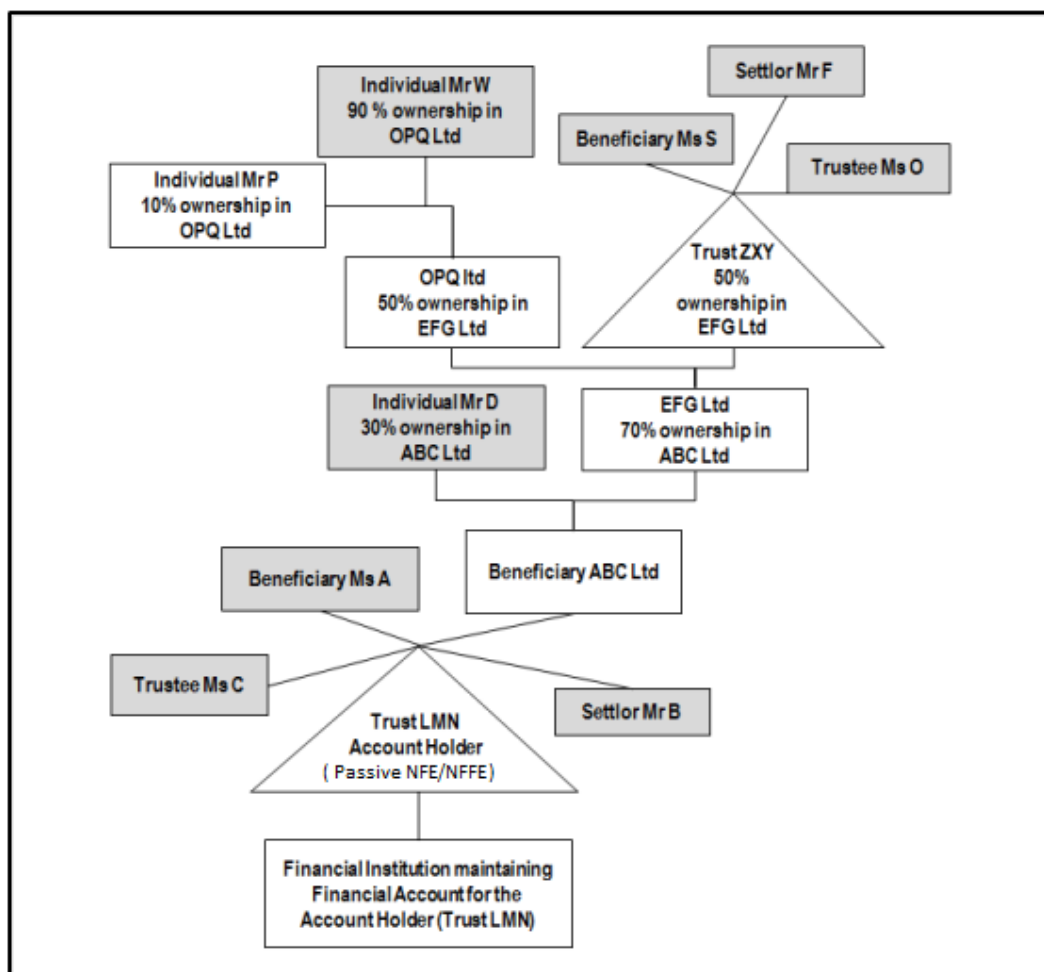 Individual Mr W
90 % ownership in
OPQ Ltd
Settlor Mr F
Beneficiary Ms S
Trustee Ms O
Individual Mr P
10% ownership in
OPQ Ltd
OPQ ltd
50% ownership in
EFG Ltd
Trust ZXY
50%
ownership in
EFG Ltd
Individual Mr D
30% ownership in
ABC Ltd
EFG Ltd
70% ownership in
ABC Ltd
Beneficiary Ms A
Beneficiary ABC Ltd
Trustee Ms C
Settlor Mr B
Trust LMN
Account Holder
( Passive NFE/NFFE)
Financial Institution maintaining
Financial Account for the
Account Holder (Trust LMN)